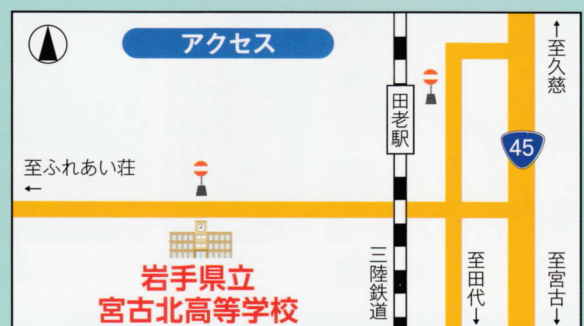 アクセス
↑至久慈
田老駅
45
至ふれあい荘
←
岩手県立
宮古北高等学校
三陸鉄道
至田代↓
至宮古↓